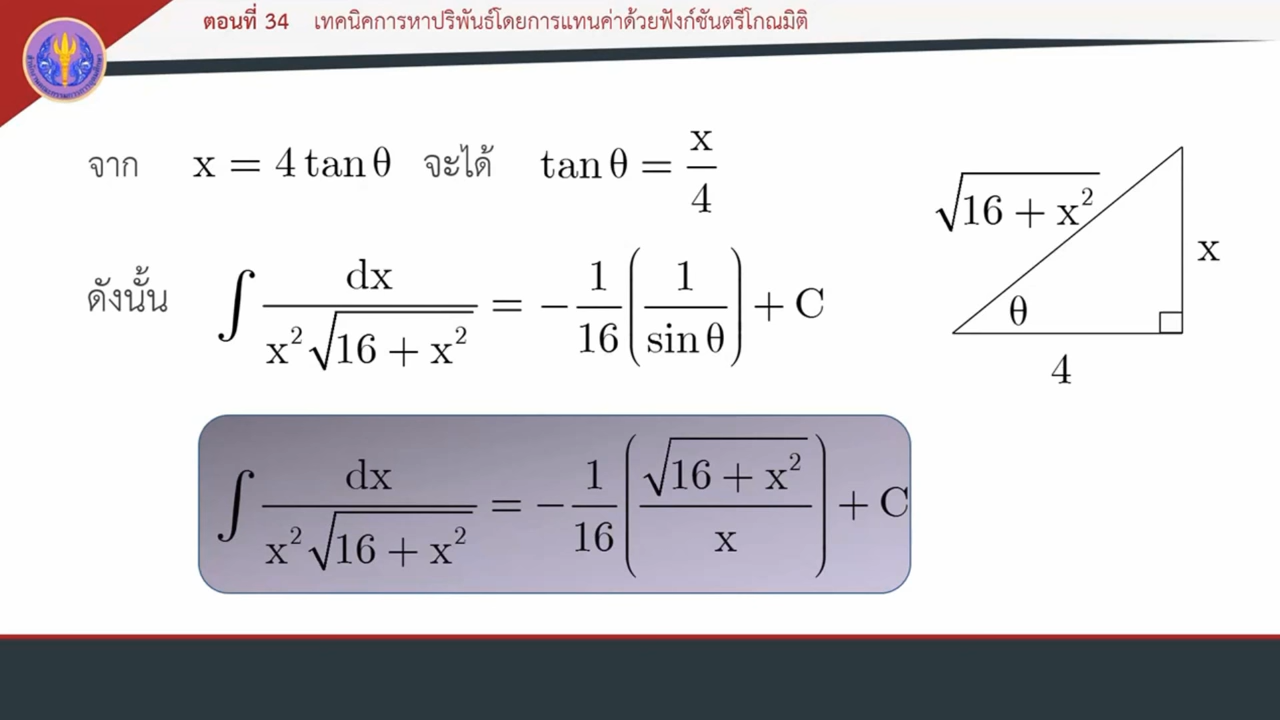 ตอนที่ 34 เทคนิคการหาปริพันธ์โดยการแทนค่าด้วยฟังก์ชันตรีโกณมิติ
จาก x = 4 tan θ จะได้ tan θ = x/4
√(16 + x²)
x
θ
4
ดังนั้น ∫ dx/(x²√(16 + x²)) = −1/16 (1/sin θ) + C
∫ dx/(x²√(16 + x²)) = −1/16 (√(16 + x²)/x) + C